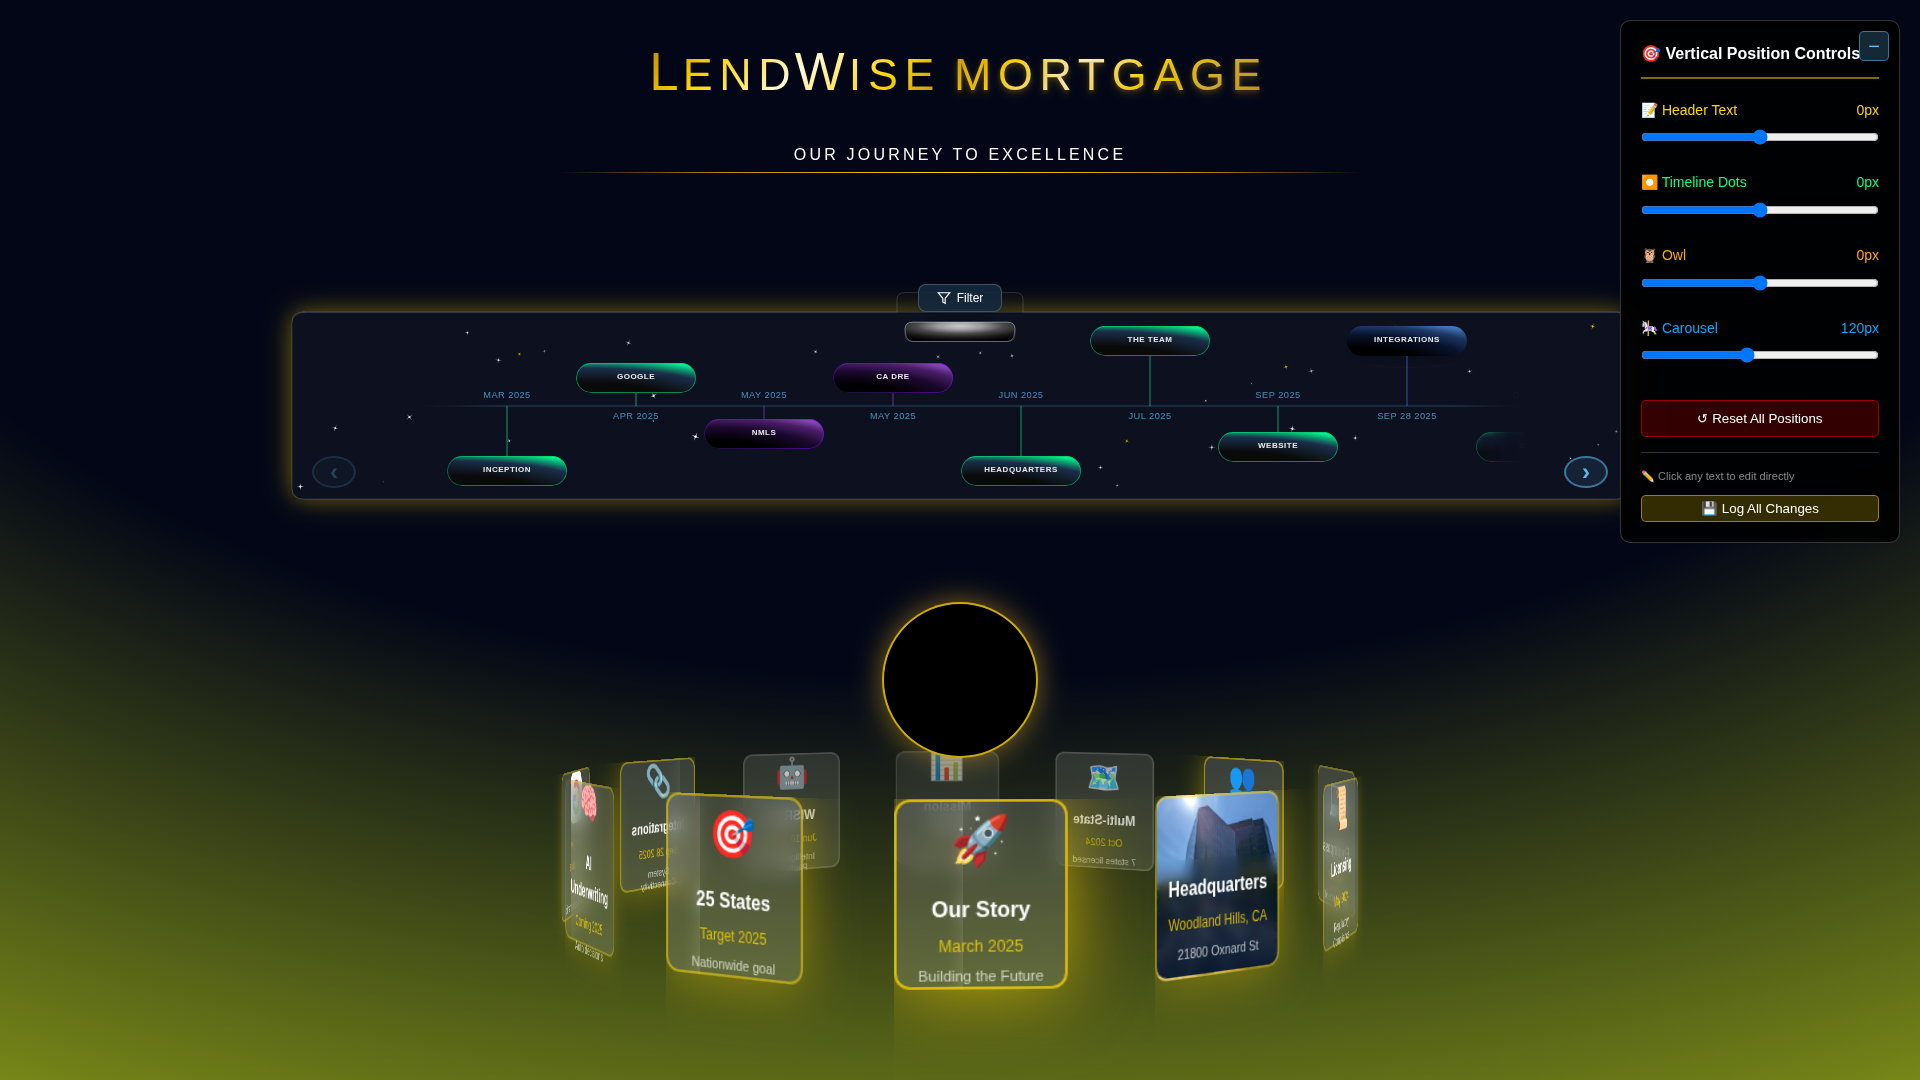 LENDWISE MORTGAGE
OUR JOURNEY TO EXCELLENCE
Filter
THE TEAM
INTEGRATIONS
GOOGLE
CA DRE
MAR 2025
MAY 2025
JUN 2025
SEP 2025
APR 2025
MAY 2025
JUL 2025
SEP 28 2025
NMLS
WEBSITE
INCEPTION
HEADQUARTERS
‹
›
🎯 Vertical Position Controls
−
📝 Header Text 0px
⏺️ Timeline Dots 0px
🦉 Owl 0px
🎠 Carousel 120px
↺ Reset All Positions
✏️ Click any text to edit directly
💾 Log All Changes
AI
Underwriting
Coming 2025
25 States
Target 2025
Nationwide goal
Mission
Our Story
March 2025
Building the Future
Multi-State
Oct 2024
7 states licensed
Headquarters
Woodland Hills, CA
21800 Oxnard St
Licensing